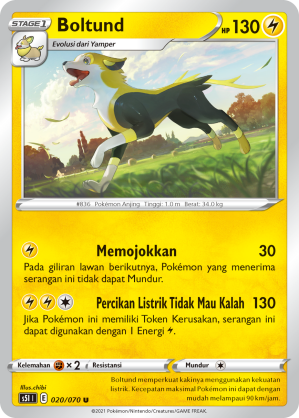 STAGE 1 Boltund HP 130
Evolusi dari Yamper
#836 Pokémon Anjing Tinggi: 1.0 m Berat: 34.0 kg
Memojokkan 30
Pada giliran lawan berikutnya, Pokémon yang menerima
serangan ini tidak dapat Mundur.
Percikan Listrik Tidak Mau Kalah 130
Jika Pokémon ini memiliki Token Kerusakan, serangan ini
dapat digunakan dengan 1 Energi.
Kelemahan ×2 Resistansi Mundur
Illus.chibi
s5I E 020/070 U
Boltund memperkuat kakinya menggunakan kekuatan
listrik. Kecepatan maksimal Pokémon ini dapat dengan
mudah melampaui 90 km/jam.
©2021 Pokémon/Nintendo/Creatures/GAME FREAK